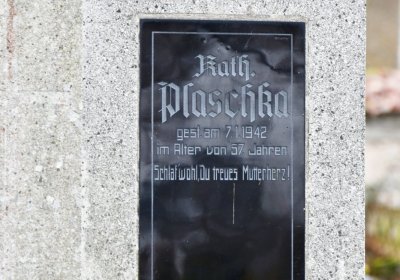 Kath.
Plaschka
gest am 7.1.1942
im Alter von 57 Jahren
Schlaf wohl, Du treues Mutterherz!